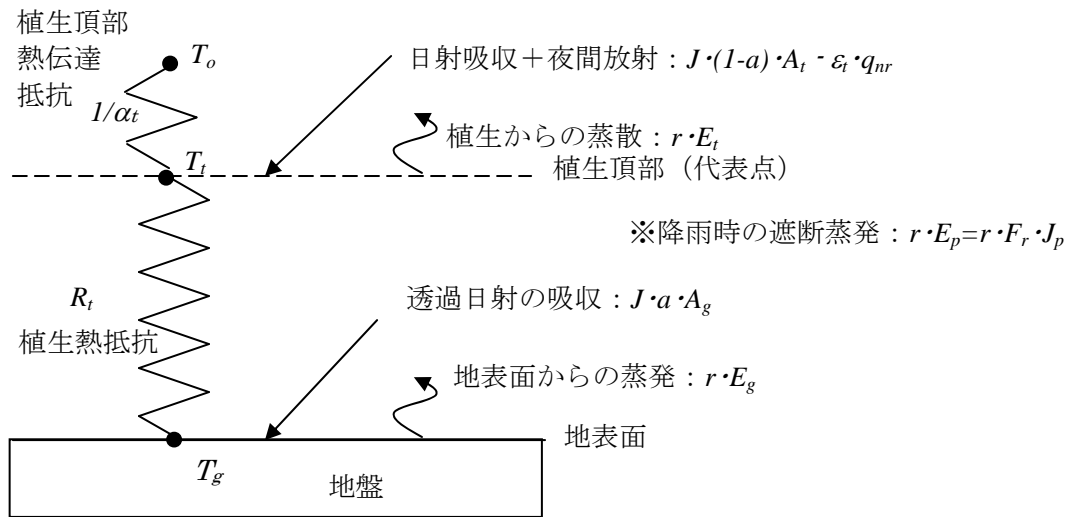 植生頂部
熱伝達
抵抗
T_o
1/α_t
日射吸収+夜間放射:J・(1-a)・A_t - ε_t・q_nr
植生からの蒸散:r・E_t
T_t
植生頂部(代表点)
※降雨時の遮断蒸発:r・E_p=r・F_r・J_p
R_t
植生熱抵抗
透過日射の吸収:J・a・A_g
地表面からの蒸発:r・E_g
地表面
T_g
地盤